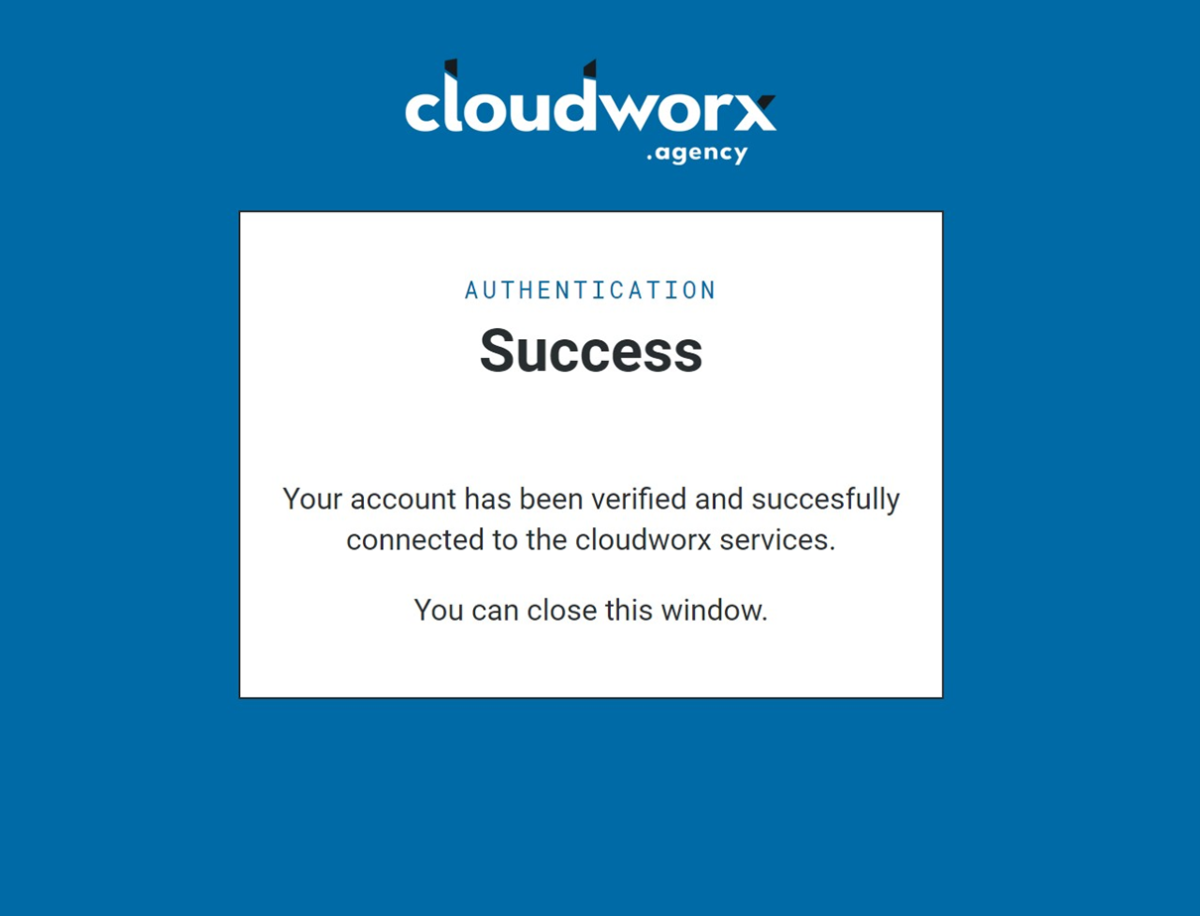 cloudworx
.agency
AUTHENTICATION
Success
Your account has been verified and succesfully
connected to the cloudworx services.
You can close this window.